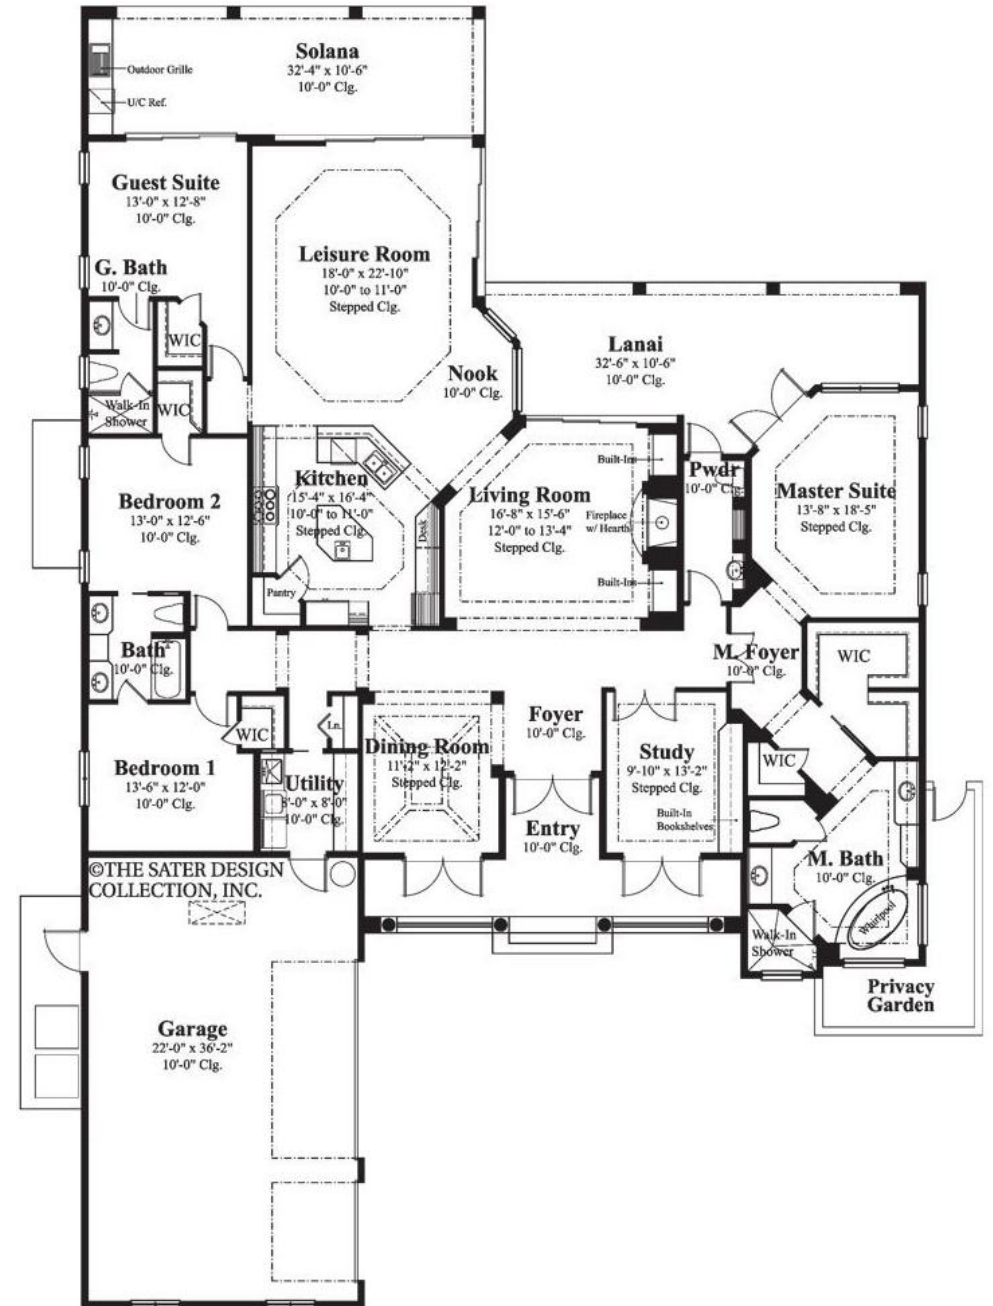 Solana
32'-4" x 10'-6"
10'-0" Clg.
Outdoor Grille
U/C Ref.
Guest Suite
13'-0" x 12'-8"
10'-0" Clg.
G. Bath
10'-0" Clg.
WIC
WIC
Walk-In
Shower
Leisure Room
18'-0" x 22'-10"
10'-0" to 11'-0"
Stepped Clg.
Nook
10'-0" Clg.
Lanai
32'-6" x 10'-6"
10'-0" Clg.
Bedroom 2
13'-0" x 12'-6"
10'-0" Clg.
Kitchen
15'-4" x 16'-4"
10'-0" to 11'-0"
Stepped Clg.
Desk
Pantry
Living Room
16'-8" x 15'-6"
12'-0" to 13'-4"
Stepped Clg.
Built-Ins
Fireplace
w/ Hearth
Built-Ins
Pwdr
10'-0" Clg.
Master Suite
13'-8" x 18'-5"
Stepped Clg.
Bath
10'-0" Clg.
M. Foyer
10'-0" Clg.
WIC
Bedroom 1
13'-6" x 12'-0"
10'-0" Clg.
WIC
Ln.
Utility
8'-0" x 8'-0"
10'-0" Clg.
Dining Room
11'-2" x 12'-2"
Stepped Clg.
Foyer
10'-0" Clg.
Entry
10'-0" Clg.
Study
9'-10" x 13'-2"
Stepped Clg.
Built-In
Bookshelves
WIC
M. Bath
10'-0" Clg.
Whirlpool
Walk-In
Shower
Privacy
Garden
©THE SATER DESIGN
COLLECTION, INC.
Garage
22'-0" x 36'-2"
10'-0" Clg.